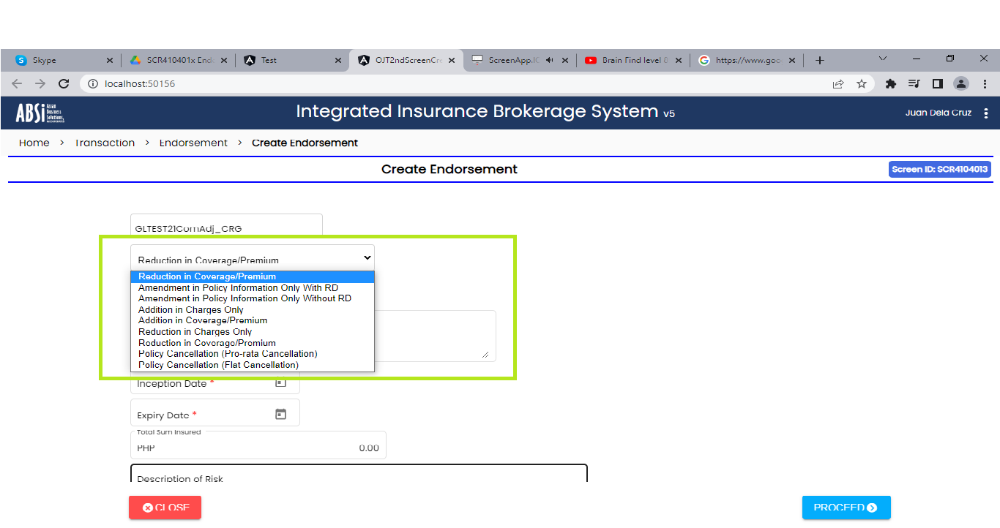 Skype
SCR410401x End
Test
OJT2ndScreenCr
ScreenApp.IO
Brain Find level 8
https://www.goo
localhost:50156
ABSi Asian Business Solutions,
Integrated Insurance Brokerage System v5
Juan Dela Cruz
Home > Transaction > Endorsement > Create Endorsement
Create Endorsement
Screen ID: SCR4104013
GLTEST21ComAdj_CRG
Reduction in Coverage/Premium
Reduction in Coverage/Premium
Amendment in Policy Information Only With RD
Amendment in Policy Information Only Without RD
Addition in Charges Only
Addition in Coverage/Premium
Reduction in Charges Only
Reduction in Coverage/Premium
Policy Cancellation (Pro-rata Cancellation)
Policy Cancellation (Flat Cancellation)
Inception Date *
Expiry Date *
Total Sum Insured
PHP 0.00
Description of Risk
CLOSE
PROCEED